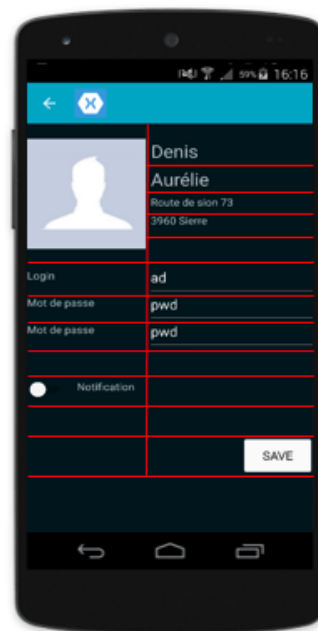 59% 16:16
X
Denis
Aurélie
Route de sion 73
3960 Sierre
Login ad
Mot de passe pwd
Mot de passe pwd
Notification
SAVE